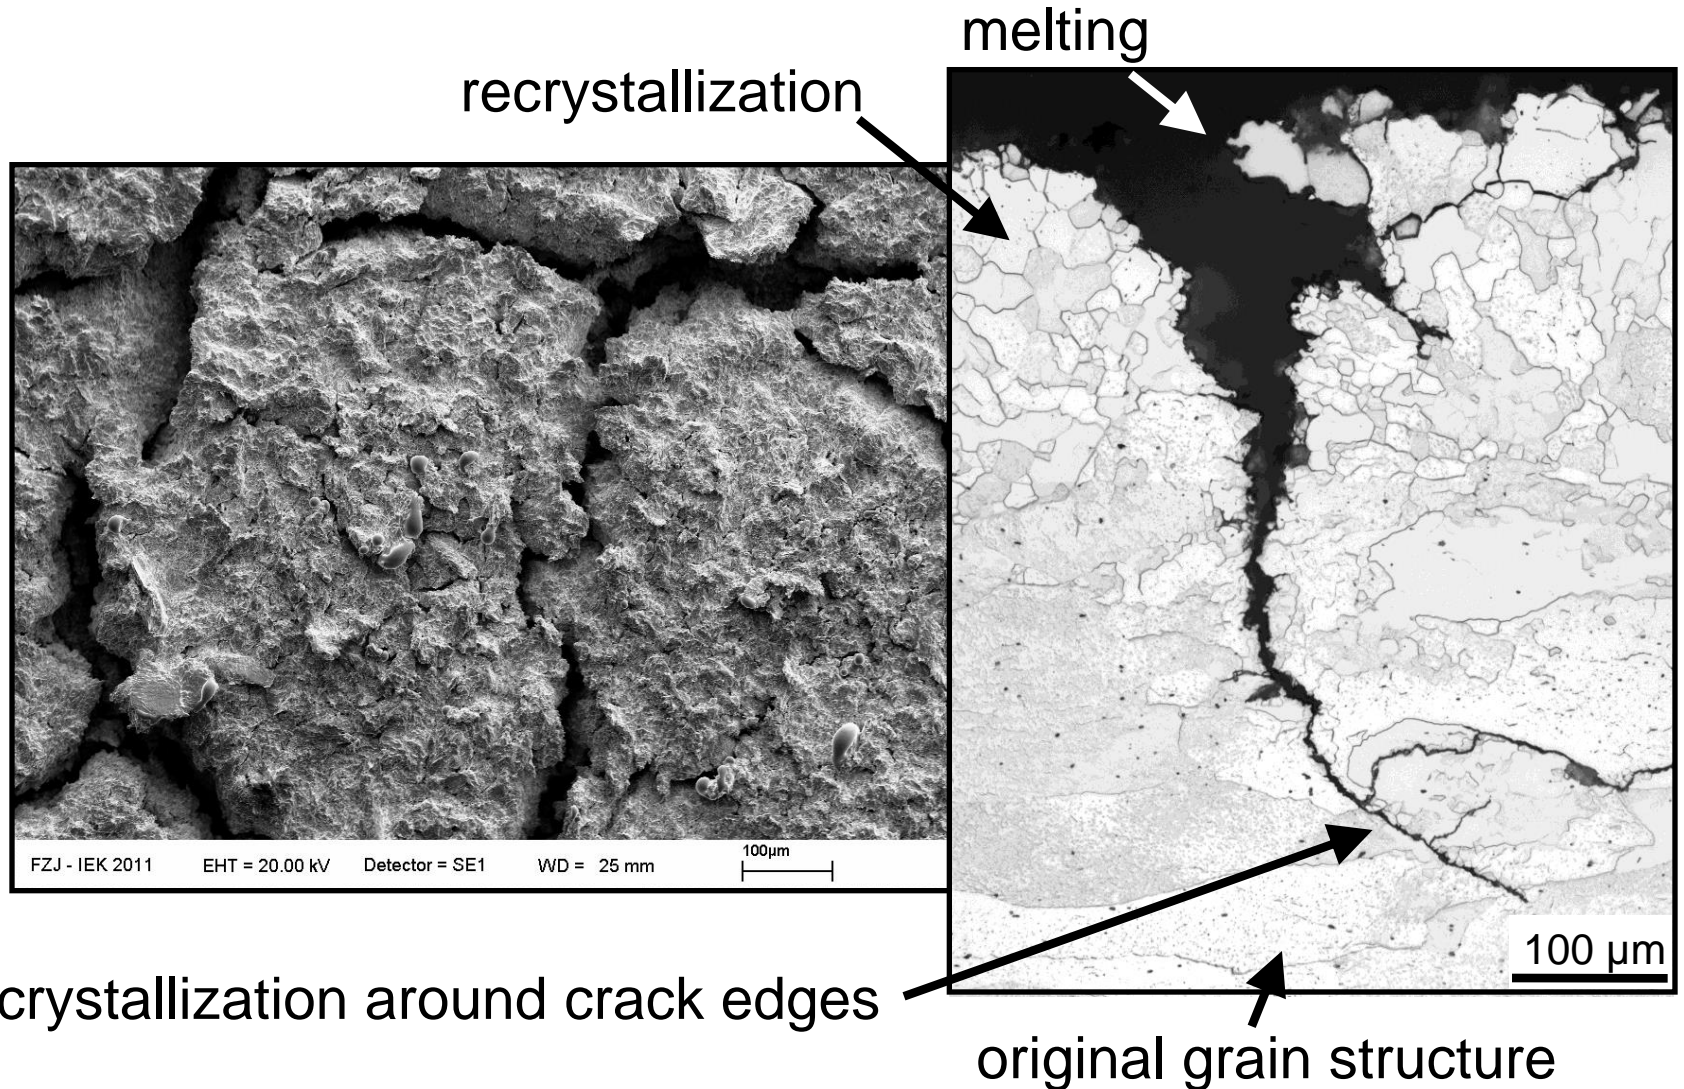 melting
recrystallization
FZJ - IEK 2011 EHT = 20.00 kV Detector = SE1 WD = 25 mm 100µm
100 µm
crystallization around crack edges
original grain structure